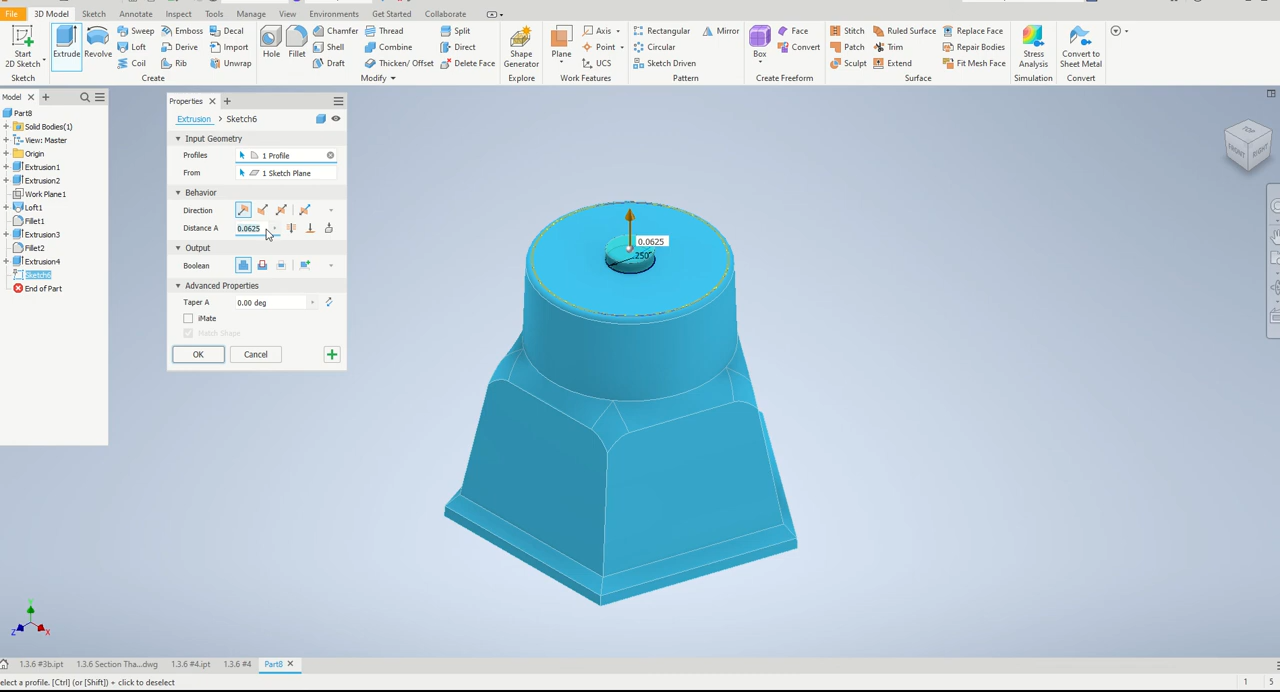 File 3D Model Sketch Annotate Inspect Tools Manage View Environments Get Started Collaborate
Start
2D Sketch
Extrude
Revolve
Sweep Emboss Decal
Loft Derive Import
Coil Rib Unwrap
Hole
Fillet
Chamfer Thread Split
Shell Combine Direct
Draft Thicken/ Offset Delete Face
Shape
Generator
Plane
Axis
Point
UCS
Rectangular Mirror
Circular
Sketch Driven
Box
Face
Convert
Stitch Ruled Surface Replace Face
Patch Trim Repair Bodies
Sculpt Extend Fit Mesh Face
Stress
Analysis
Convert to
Sheet Metal
Sketch Create Modify Explore Work Features Pattern Create Freeform Surface Simulation Convert
Model
Part8
Solid Bodies(1)
View: Master
Origin
Extrusion1
Extrusion2
Work Plane1
Loft1
Fillet1
Extrusion3
Fillet2
Extrusion4
Sketch6
End of Part
Properties
Extrusion > Sketch6
Input Geometry
Profiles 1 Profile
From 1 Sketch Plane
Behavior
Direction
Distance A 0.0625
Output
Boolean
Advanced Properties
Taper A 0.00 deg
iMate
Match Shape
OK Cancel
0.0625
.250
TOP
FRONT RIGHT
Y
Z X
1.3.6 #3b.ipt 1.3.6 Section Tha...dwg 1.3.6 #4.ipt 1.3.6 #4 Part8
elect a profile. [Ctrl] (or [Shift]) + click to deselect
1 5